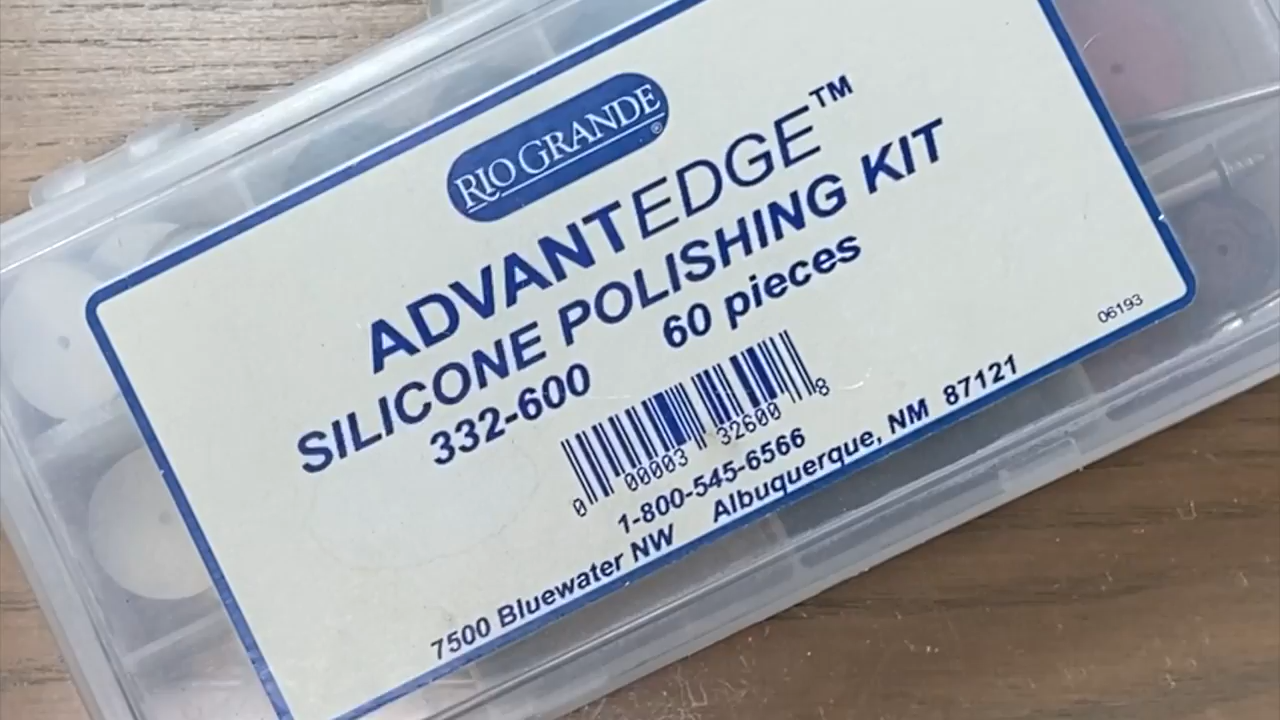 RIO GRANDE®
ADVANTEDGE™
SILICONE POLISHING KIT
332-600 60 pieces
0 00003 32600 8
06193
1-800-545-6566
7500 Bluewater NW Albuquerque, NM 87121